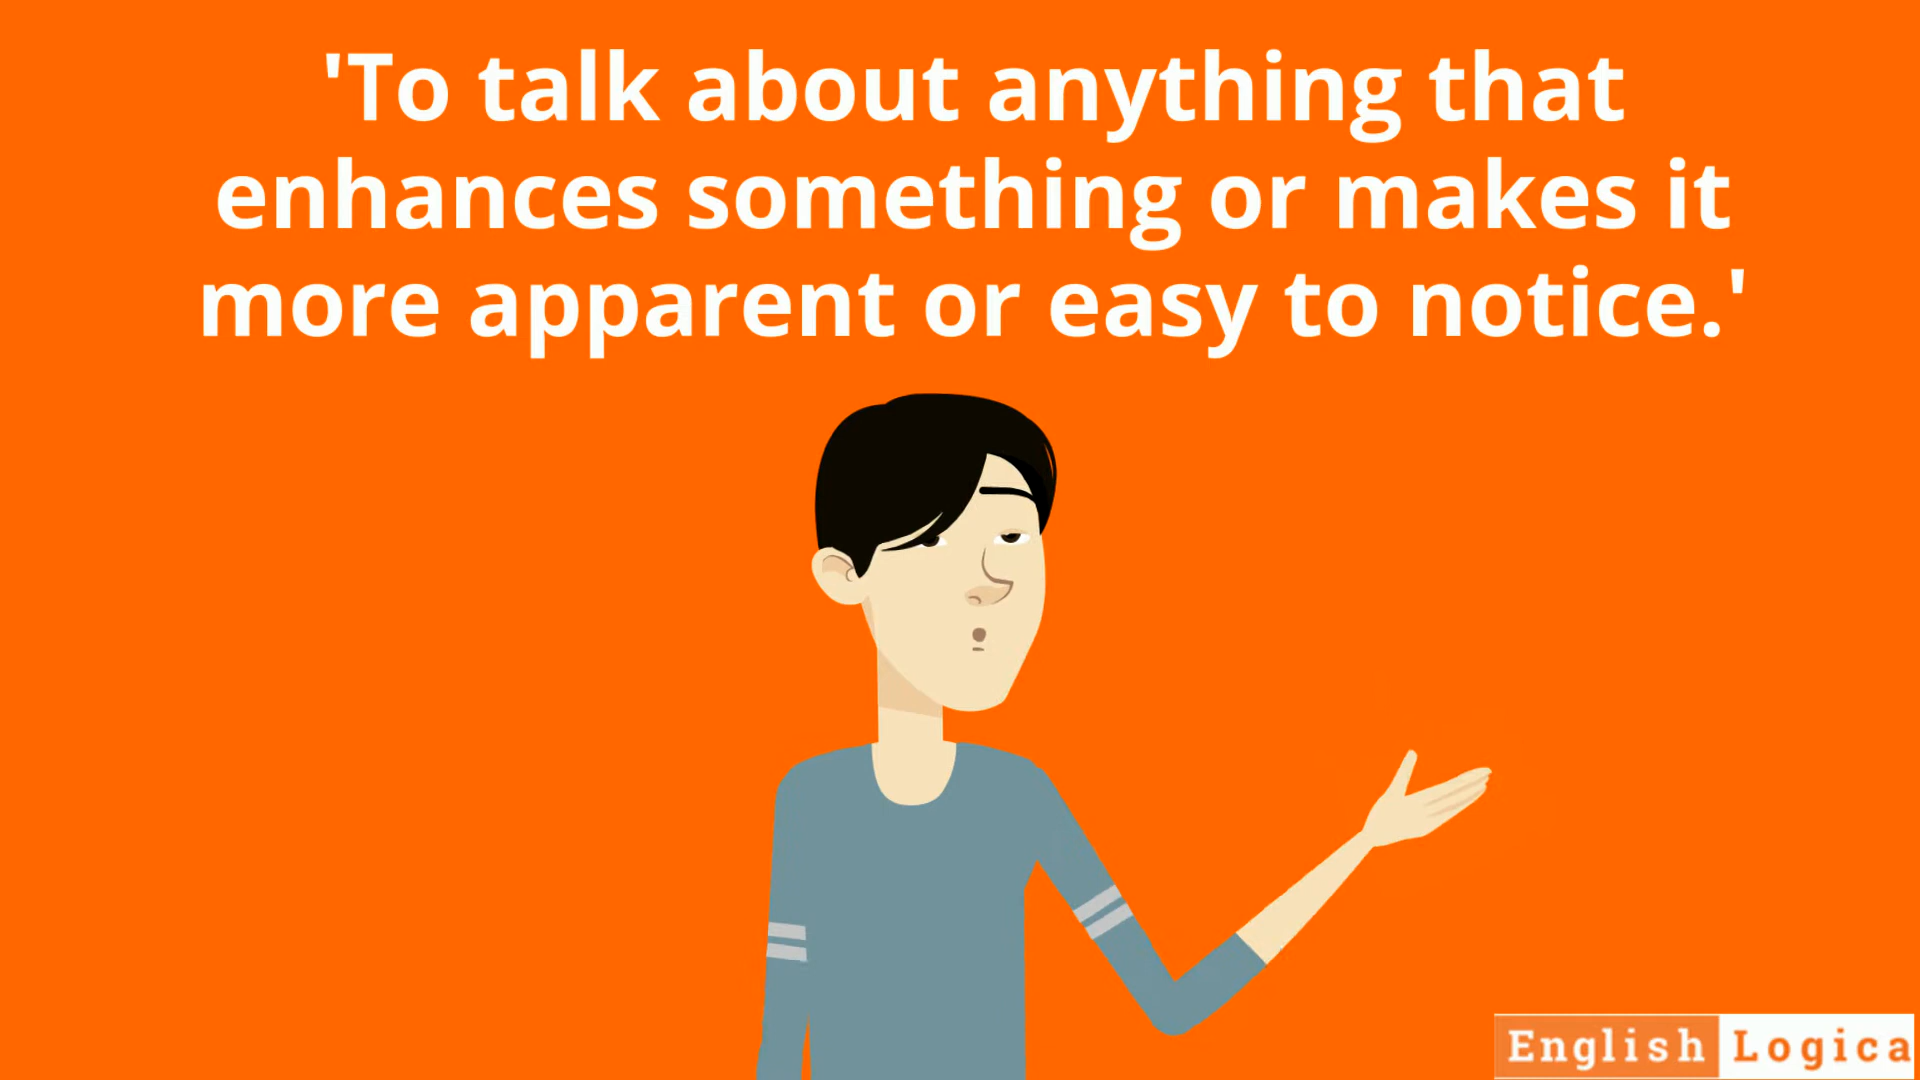 'To talk about anything that
enhances something or makes it
more apparent or easy to notice.'
English Logica